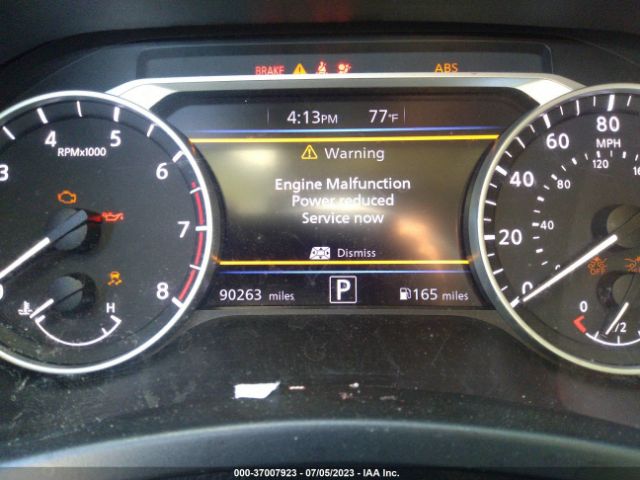 BRAKE ABS
4:13PM 77°F
Warning
Engine Malfunction
Power reduced
Service now
Dismiss
90263 miles P 165 miles
3 4 5 6 7 8
RPMx1000
H
0 20 40 60 80
MPH
40 80 120
0 1/2
OFF
000-37007923 / 07/05/2023 - IAA Inc.